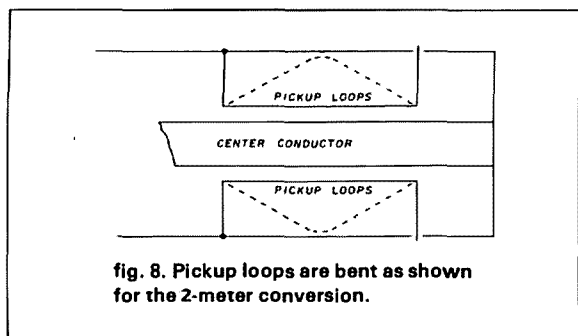 PICKUP LOOPS
CENTER CONDUCTOR
PICKUP LOOPS
fig. 8. Pickup loops are bent as shown
for the 2-meter conversion.